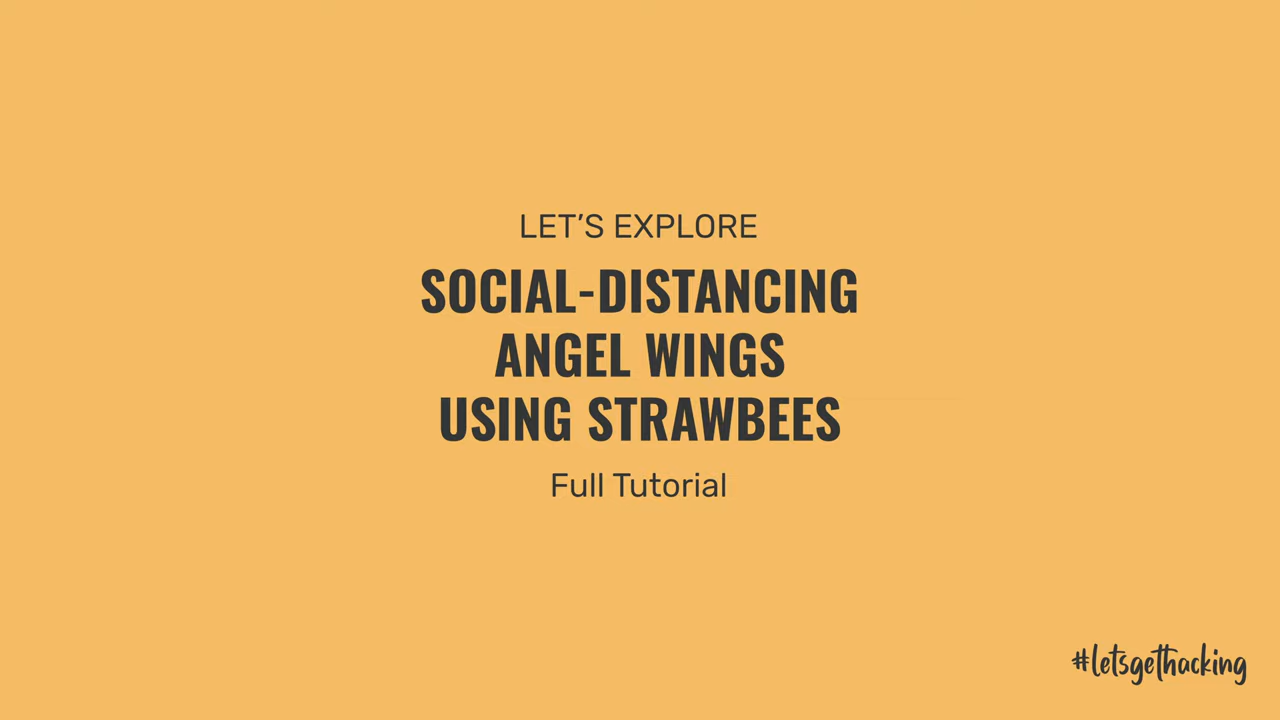 LET'S EXPLORE
SOCIAL-DISTANCING
ANGEL WINGS
USING STRAWBEES
Full Tutorial
#letsgethacking